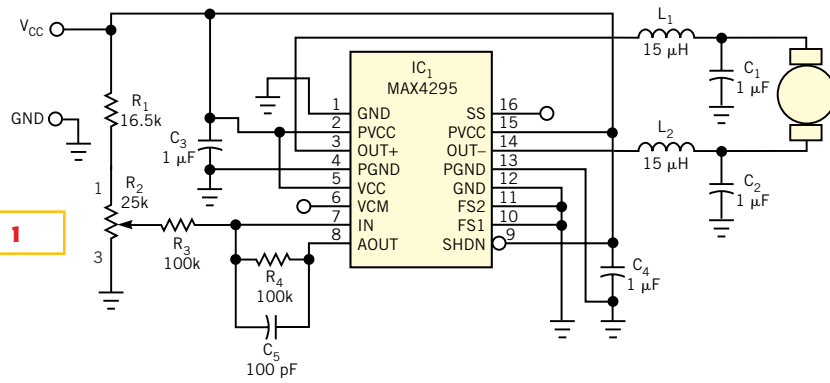 V_CC
GND
R1
16.5k
1
R2
25k
3
1
R3
100k
R4
100k
C5
100 pF
C3
1 µF
IC1
MAX4295
1 GND
2 PVCC
3 OUT+
4 PGND
5 VCC
6 VCM
7 IN
8 AOUT
SS 16
PVCC 15
OUT– 14
PGND 13
GND 12
FS2 11
FS1 10
SHDN 9
L1
15 µH
C1
1 µF
L2
15 µH
C2
1 µF
C4
1 µF